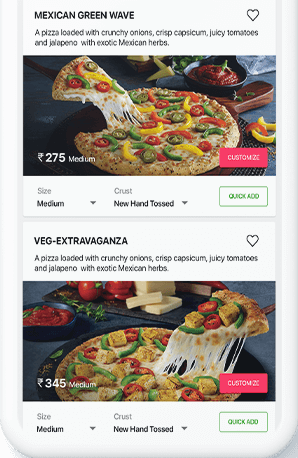 MEXICAN GREEN WAVE
A pizza loaded with crunchy onions, crisp capsicum, juicy tomatoes
and jalapeno with exotic Mexican herbs.
₹ 275 Medium CUSTOMIZE
Size Crust
Medium New Hand Tossed QUICK ADD
VEG-EXTRAVAGANZA
A pizza loaded with crunchy onions, crisp capsicum, juicy tomatoes
and jalapeno with exotic Mexican herbs.
₹ 345 Medium CUSTOMIZE
Size Crust
Medium New Hand Tossed QUICK ADD